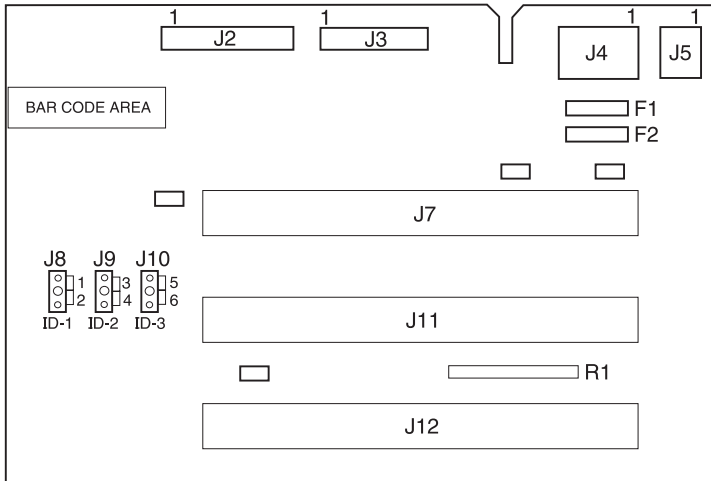 1 1 1 1
J2 J3 J4 J5
BAR CODE AREA
F1
F2
J7
J8 J9 J10
1 3 5
2 4 6
ID-1 ID-2 ID-3
J11
R1
J12